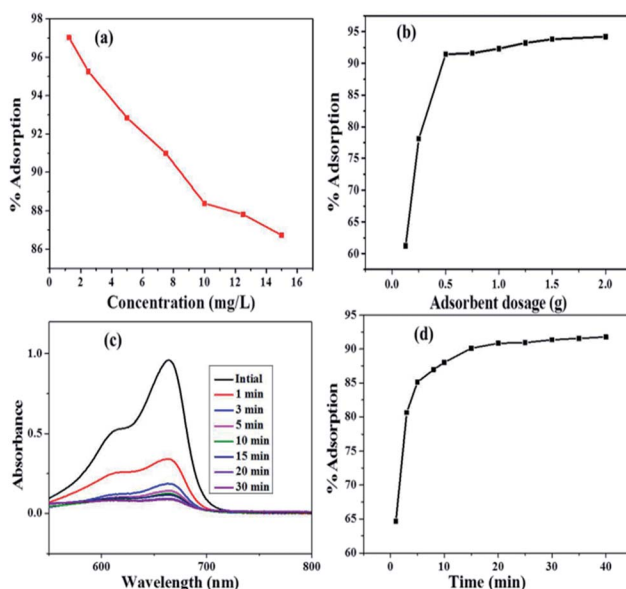 (a)
98
96
94
92
90
88
86
% Adsorption
0 2 4 6 8 10 12 14 16
Concentration (mg/L)
(b)
95
90
85
80
75
70
65
60
% Adsorption
0.0 0.5 1.0 1.5 2.0
Adsorbent dosage (g)
(c)
1.0
0.5
0.0
Absorbance
Intial
1 min
3 min
5 min
10 min
15 min
20 min
30 min
600 700 800
Wavelength (nm)
(d)
95
90
85
80
75
70
65
60
% Adsorption
0 10 20 30 40
Time (min)